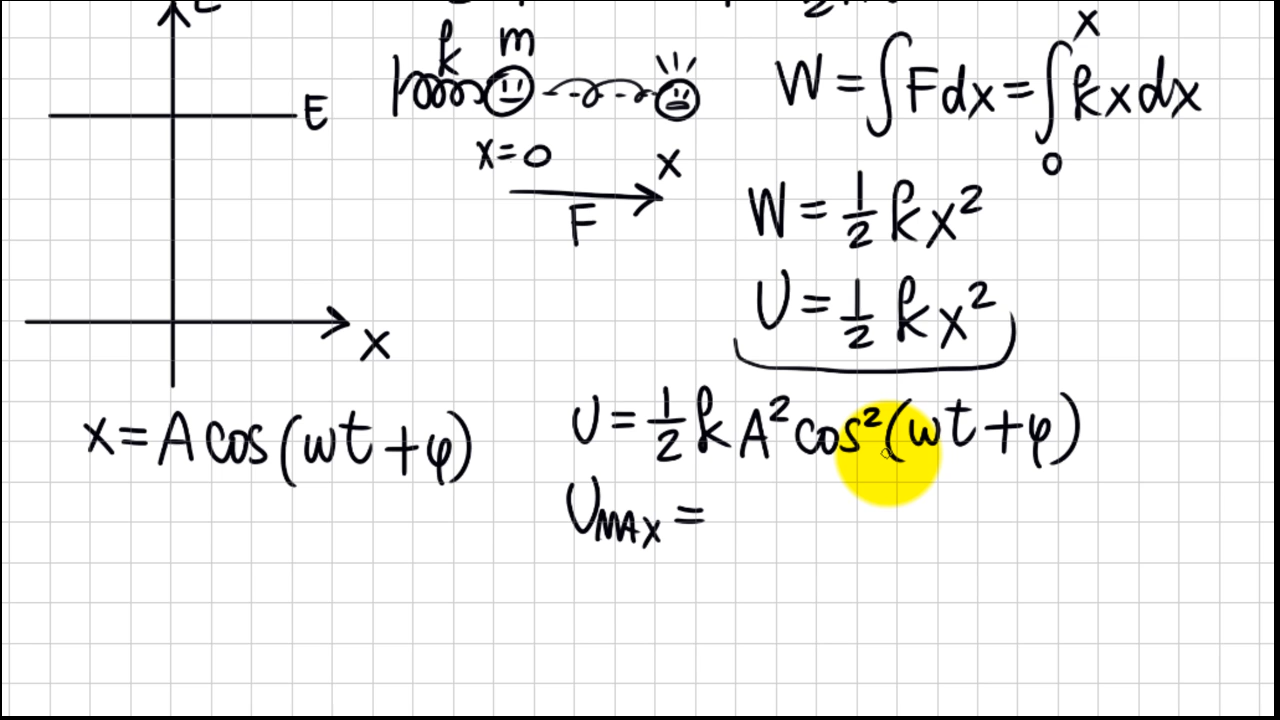 k m
W = ∫ F dx = ∫₀ˣ kx dx
E
x = 0 x
F
W = 1/2 kx²
U = 1/2 kx²
x
x = A cos (ωt + φ)
U = 1/2 kA² cos² (ωt + φ)
U_MAX =